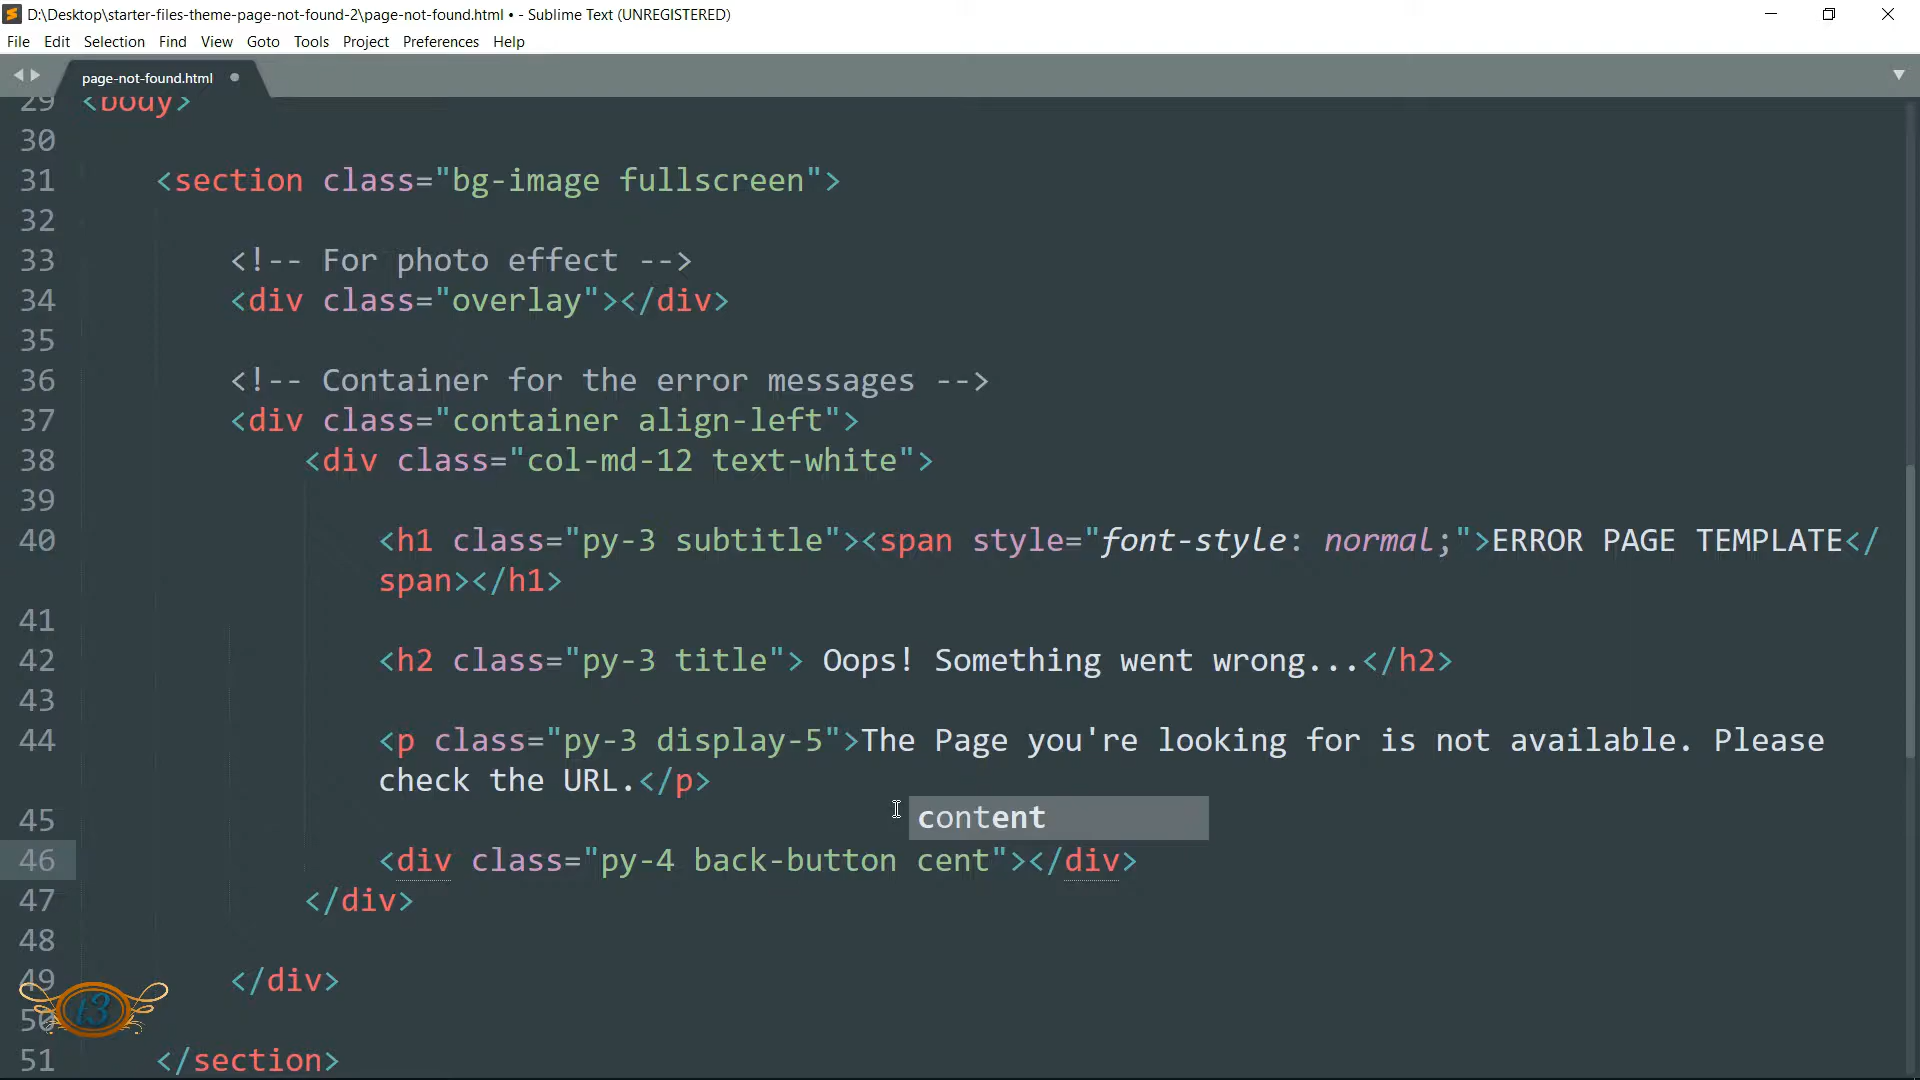 D:\Desktop\starter-files-theme-page-not-found-2\page-not-found.html • - Sublime Text (UNREGISTERED)
File Edit Selection Find View Goto Tools Project Preferences Help
page-not-found.html
29 <body>
30
31 <section class="bg-image fullscreen">
32
33 <!-- For photo effect -->
34 <div class="overlay"></div>
35
36 <!-- Container for the error messages -->
37 <div class="container align-left">
38 <div class="col-md-12 text-white">
39
40 <h1 class="py-3 subtitle"><span style="font-style: normal;">ERROR PAGE TEMPLATE</
span></h1>
41
42 <h2 class="py-3 title"> Oops! Something went wrong...</h2>
43
44 <p class="py-3 display-5">The Page you're looking for is not available. Please
check the URL.</p>
45
content
46 <div class="py-4 back-button cent"></div>
47 </div>
48
49 </div>
50
51 </section>
i3